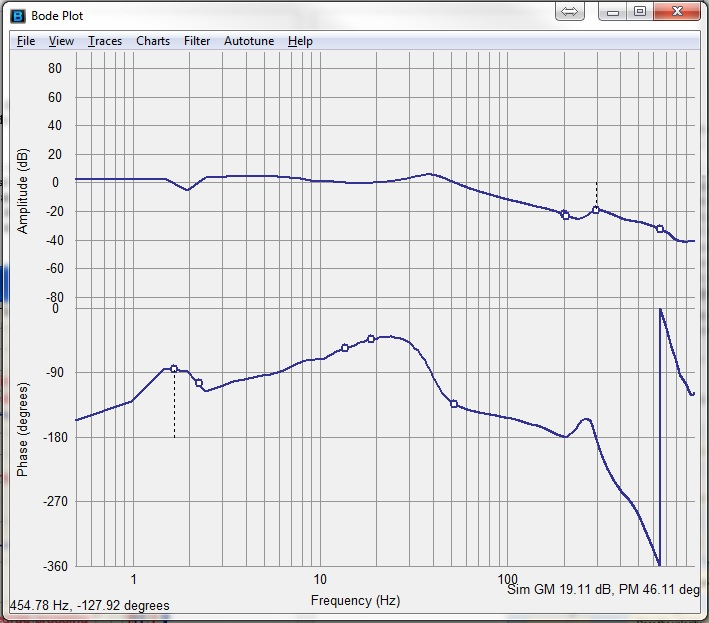 Bode Plot
File View Traces Charts Filter Autotune Help
Amplitude (dB)
80
60
40
20
0
-20
-40
-60
-80
Phase (degrees)
0
-90
-180
-270
-360
1 10 100
Sim GM 19.11 dB, PM 46.11 deg
Frequency (Hz)
454.78 Hz, -127.92 degrees